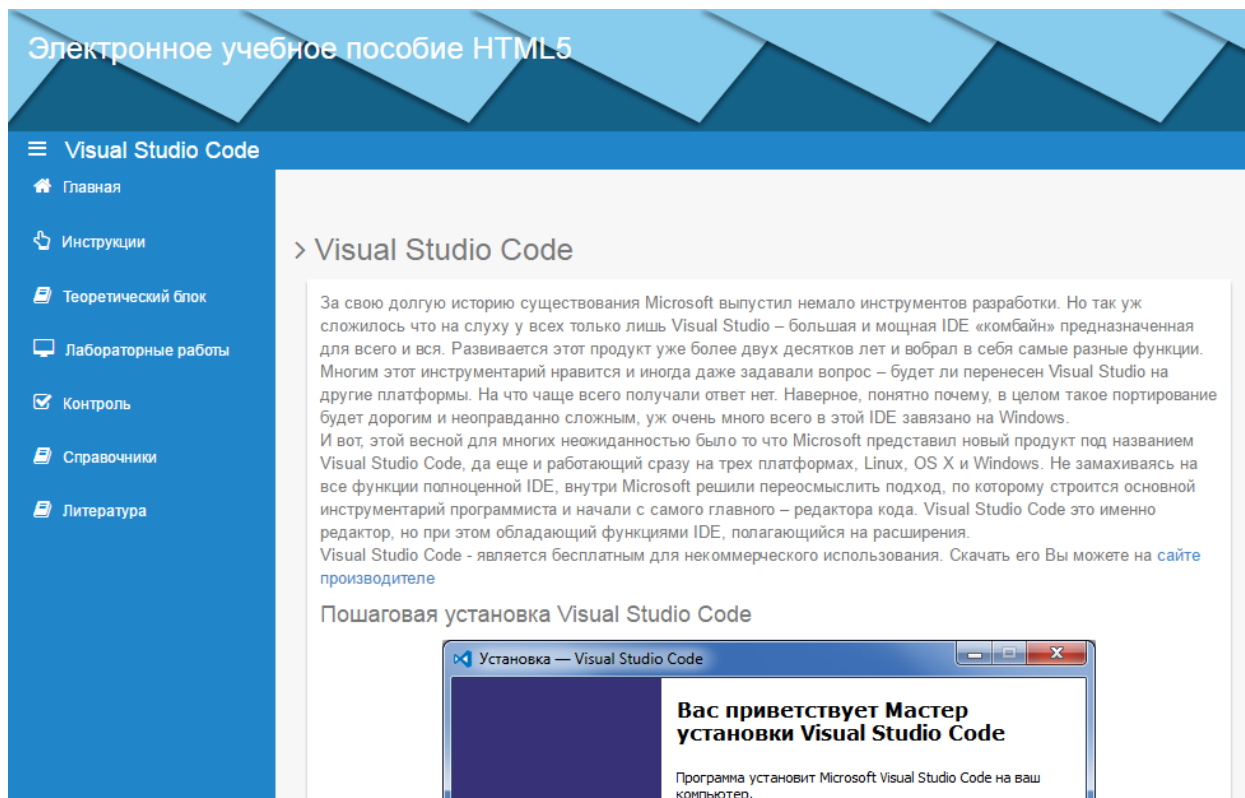 Электронное учебное пособие HTML5
Visual Studio Code
Главная
Инструкции
Теоретический блок
Лабораторные работы
Контроль
Справочники
Литература
Visual Studio Code
За свою долгую историю существования Microsoft выпустил немало инструментов разработки. Но так уж
сложилось что на слуху у всех только лишь Visual Studio – большая и мощная IDE «комбайн» предназначенная
для всего и вся. Развивается этот продукт уже более двух десятков лет и вобрал в себя самые разные функции.
Многим этот инструментарий нравится и иногда даже задавали вопрос – будет ли перенесен Visual Studio на
другие платформы. На что чаще всего получали ответ нет. Наверное, понятно почему, в целом такое портирование
будет дорогим и неоправданно сложным, уж очень много всего в этой IDE завязано на Windows.
И вот, этой весной для многих неожиданностью было то что Microsoft представил новый продукт под названием
Visual Studio Code, да еще и работающий сразу на трех платформах, Linux, OS X и Windows. Не замахиваясь на
все функции полноценной IDE, внутри Microsoft решили переосмыслить подход, по которому строится основной
инструментарий программиста и начали с самого главного – редактора кода. Visual Studio Code это именно
редактор, но при этом обладающий функциями IDE, полагающийся на расширения.
Visual Studio Code - является бесплатным для некоммерческого использования. Скачать его Вы можете на сайте
производителе
Пошаговая установка Visual Studio Code
Установка — Visual Studio Code
Вас приветствует Мастер
установки Visual Studio Code
Программа установит Microsoft Visual Studio Code на ваш
компьютер.